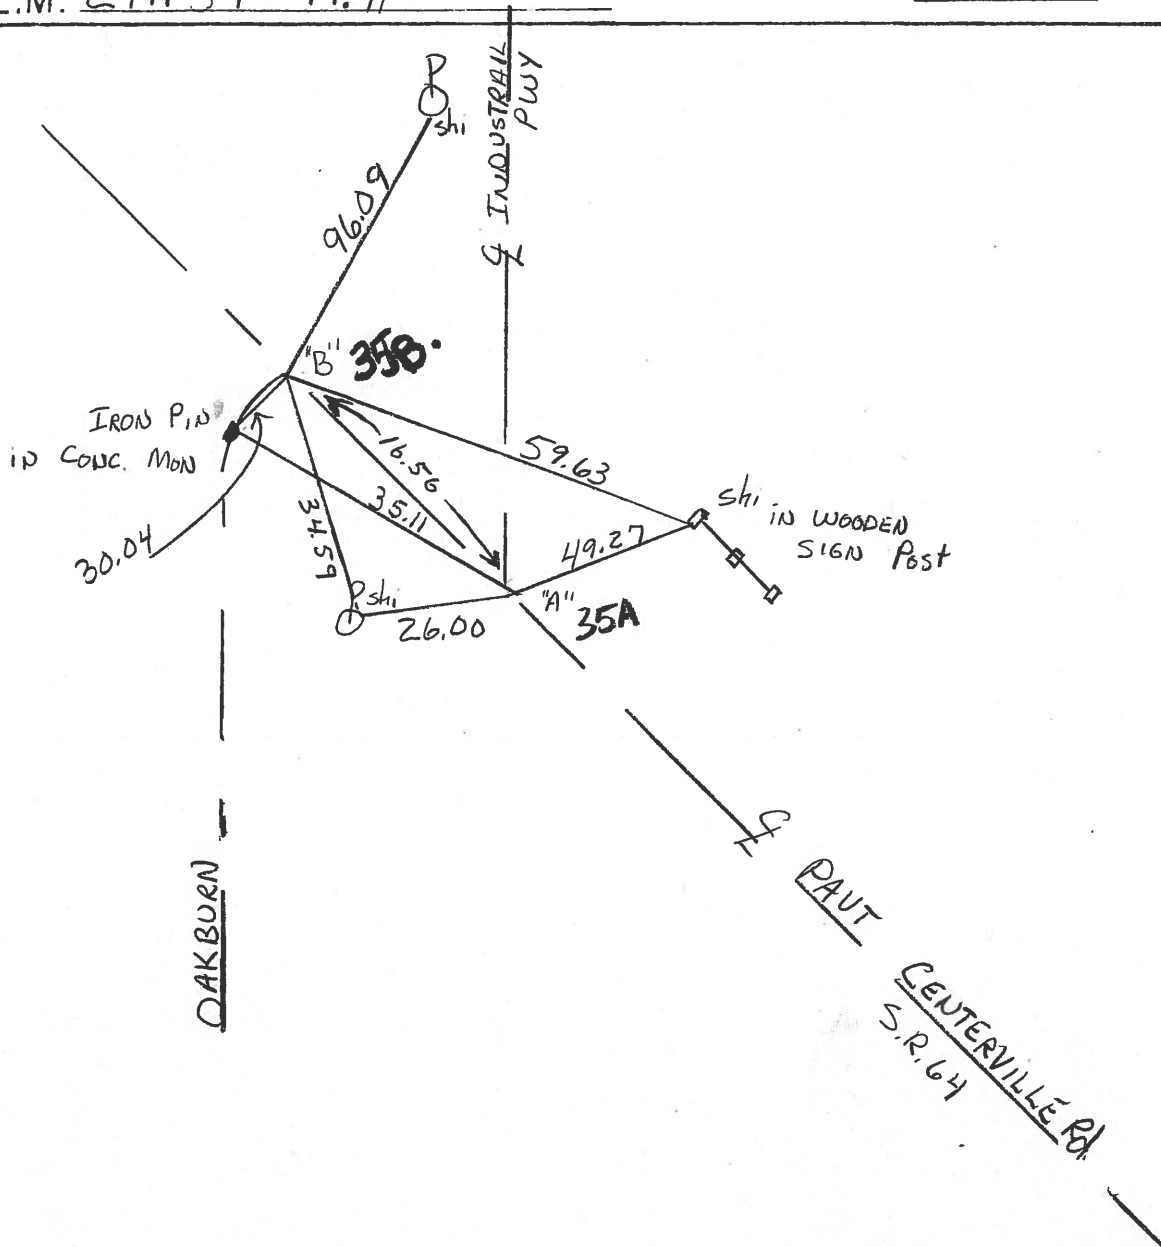 P
shi
INDUSTRAIL
PWY
℄
96.09
"B" 35B.
IRON PIN
IN CONC. MON
30.04
16.56
35.11
34.59
59.63
49.27
shi IN WOODEN
SIGN Post
P shi
26.00
"A" 35A
OAKBURN
℄ PAVT
CENTERVILLE Rd.
S.R. 64